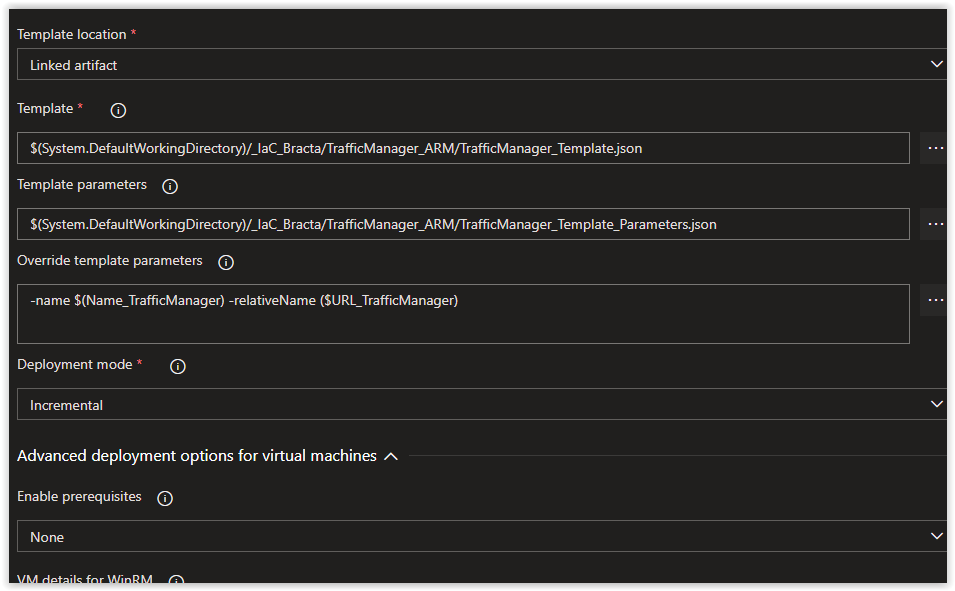 Template location *
Linked artifact
Template *
$(System.DefaultWorkingDirectory)/_IaC_Bracta/TrafficManager_ARM/TrafficManager_Template.json
Template parameters
$(System.DefaultWorkingDirectory)/_IaC_Bracta/TrafficManager_ARM/TrafficManager_Template_Parameters.json
Override template parameters
-name $(Name_TrafficManager) -relativeName ($URL_TrafficManager)
Deployment mode *
Incremental
Advanced deployment options for virtual machines
Enable prerequisites
None
VM details for WinRM